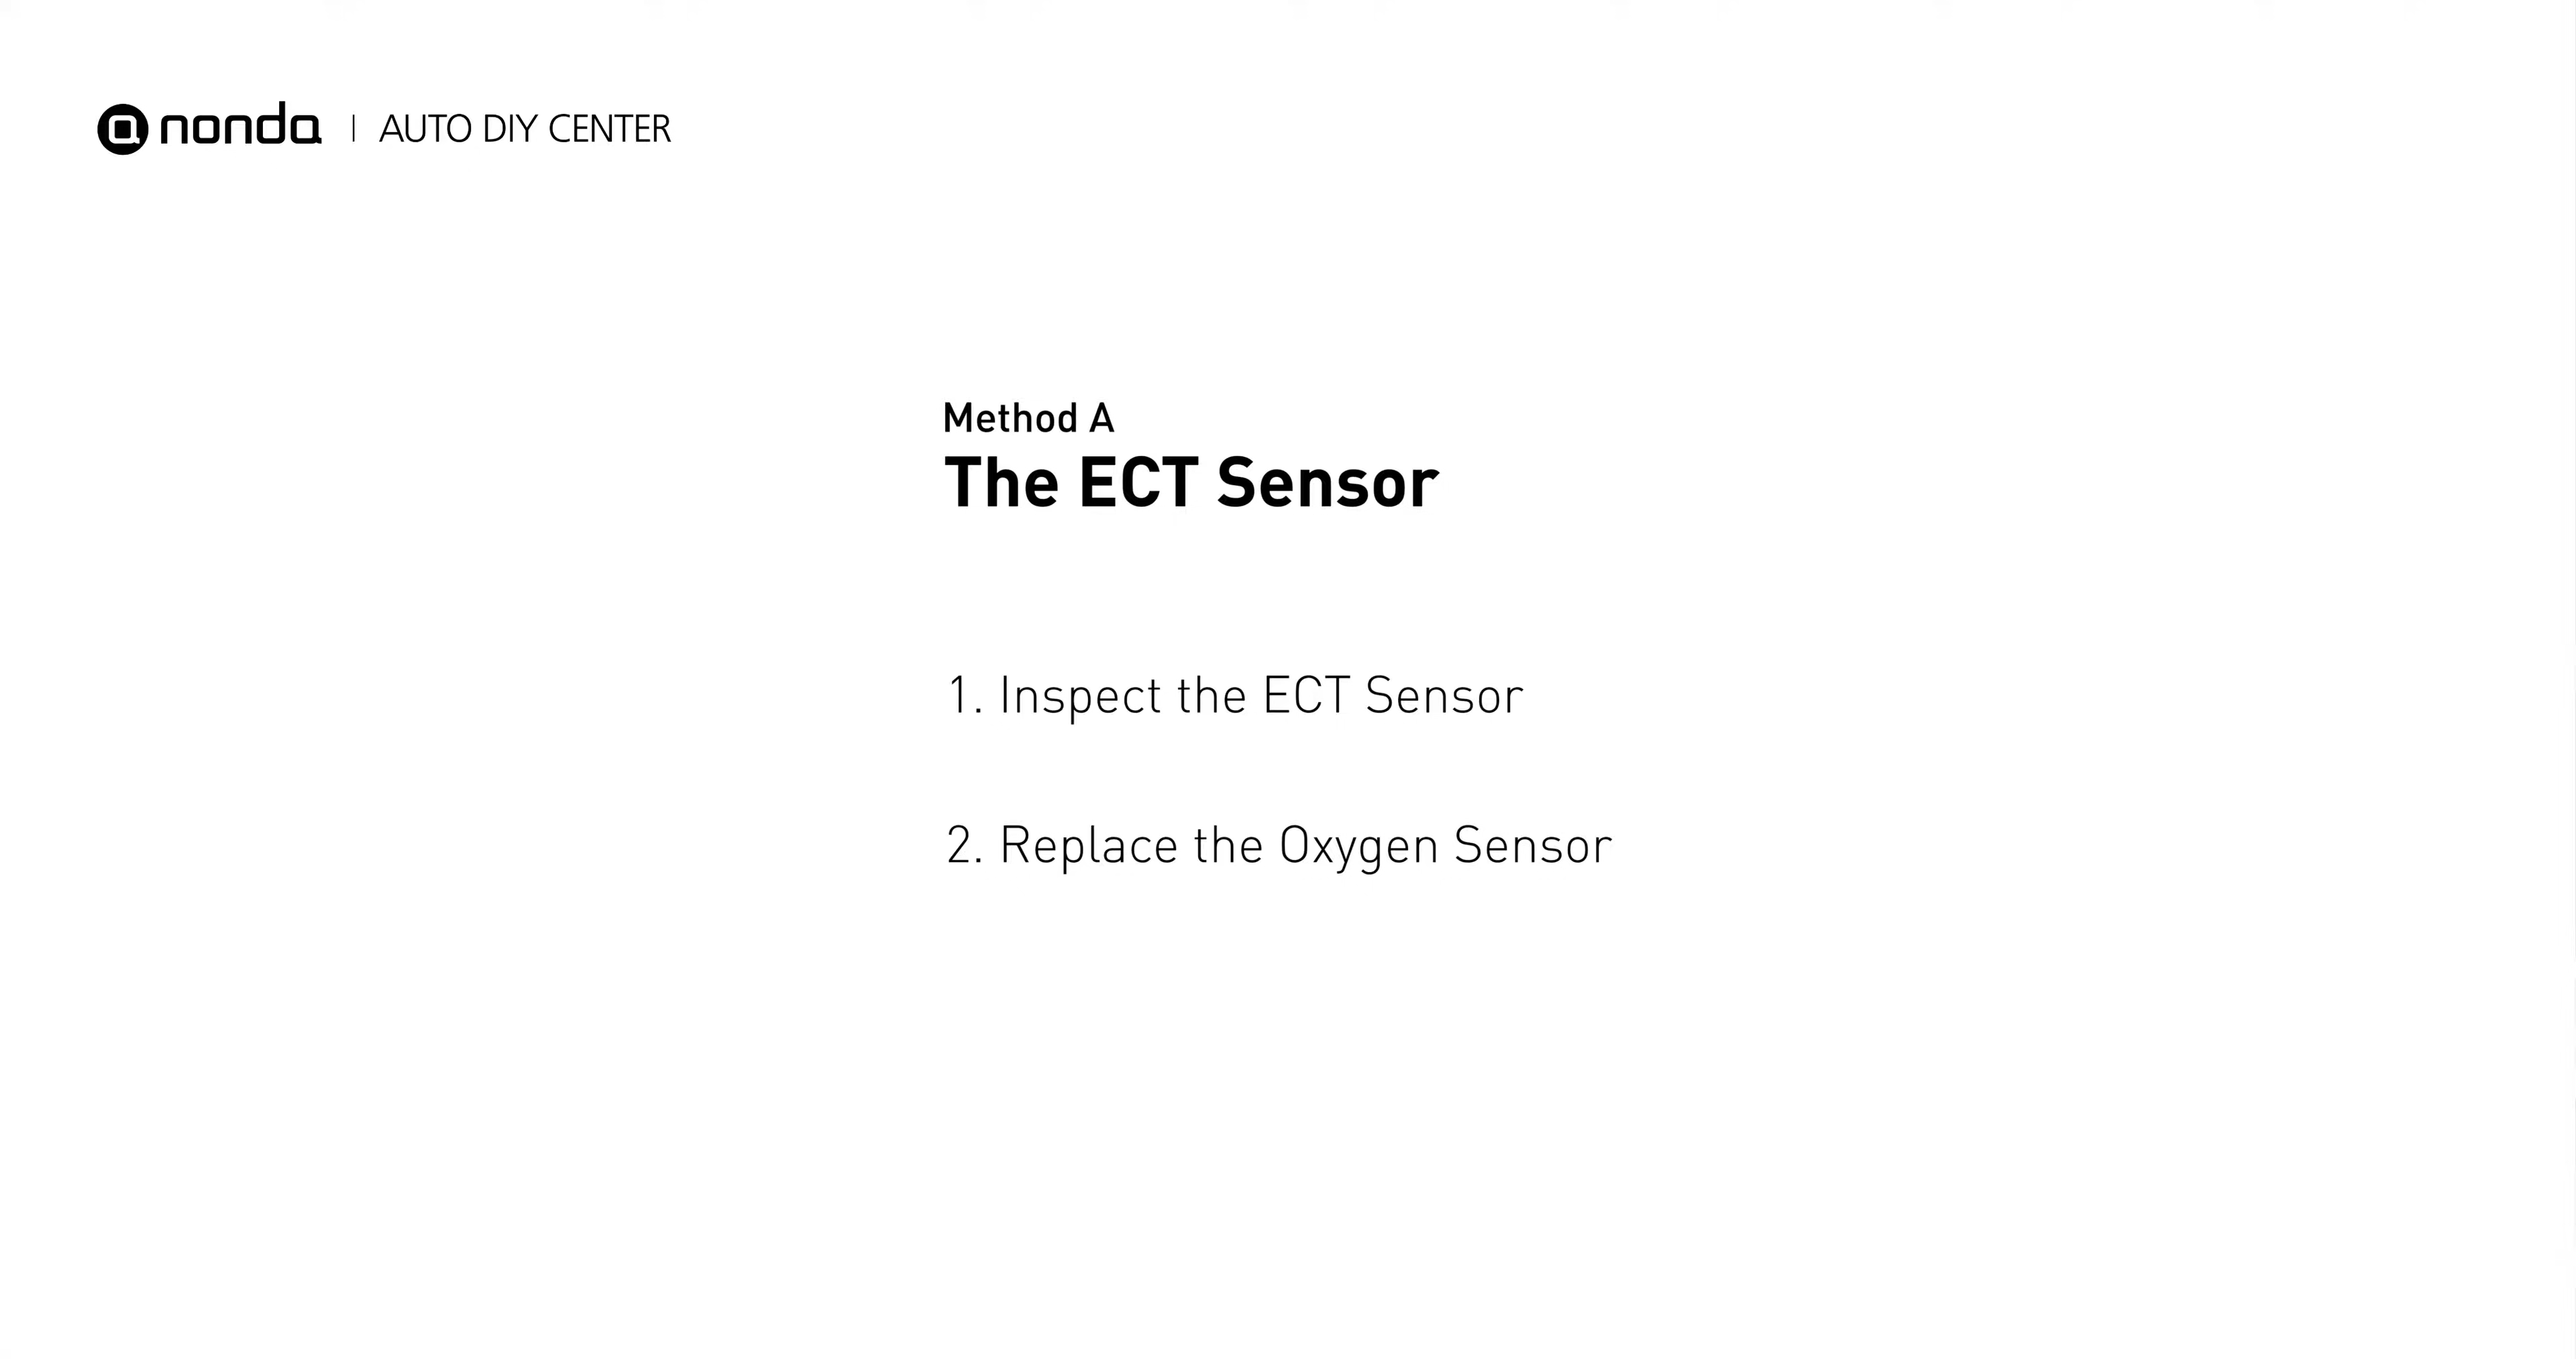 nonda | AUTO DIY CENTER
Method A
The ECT Sensor
1. Inspect the ECT Sensor
2. Replace the Oxygen Sensor